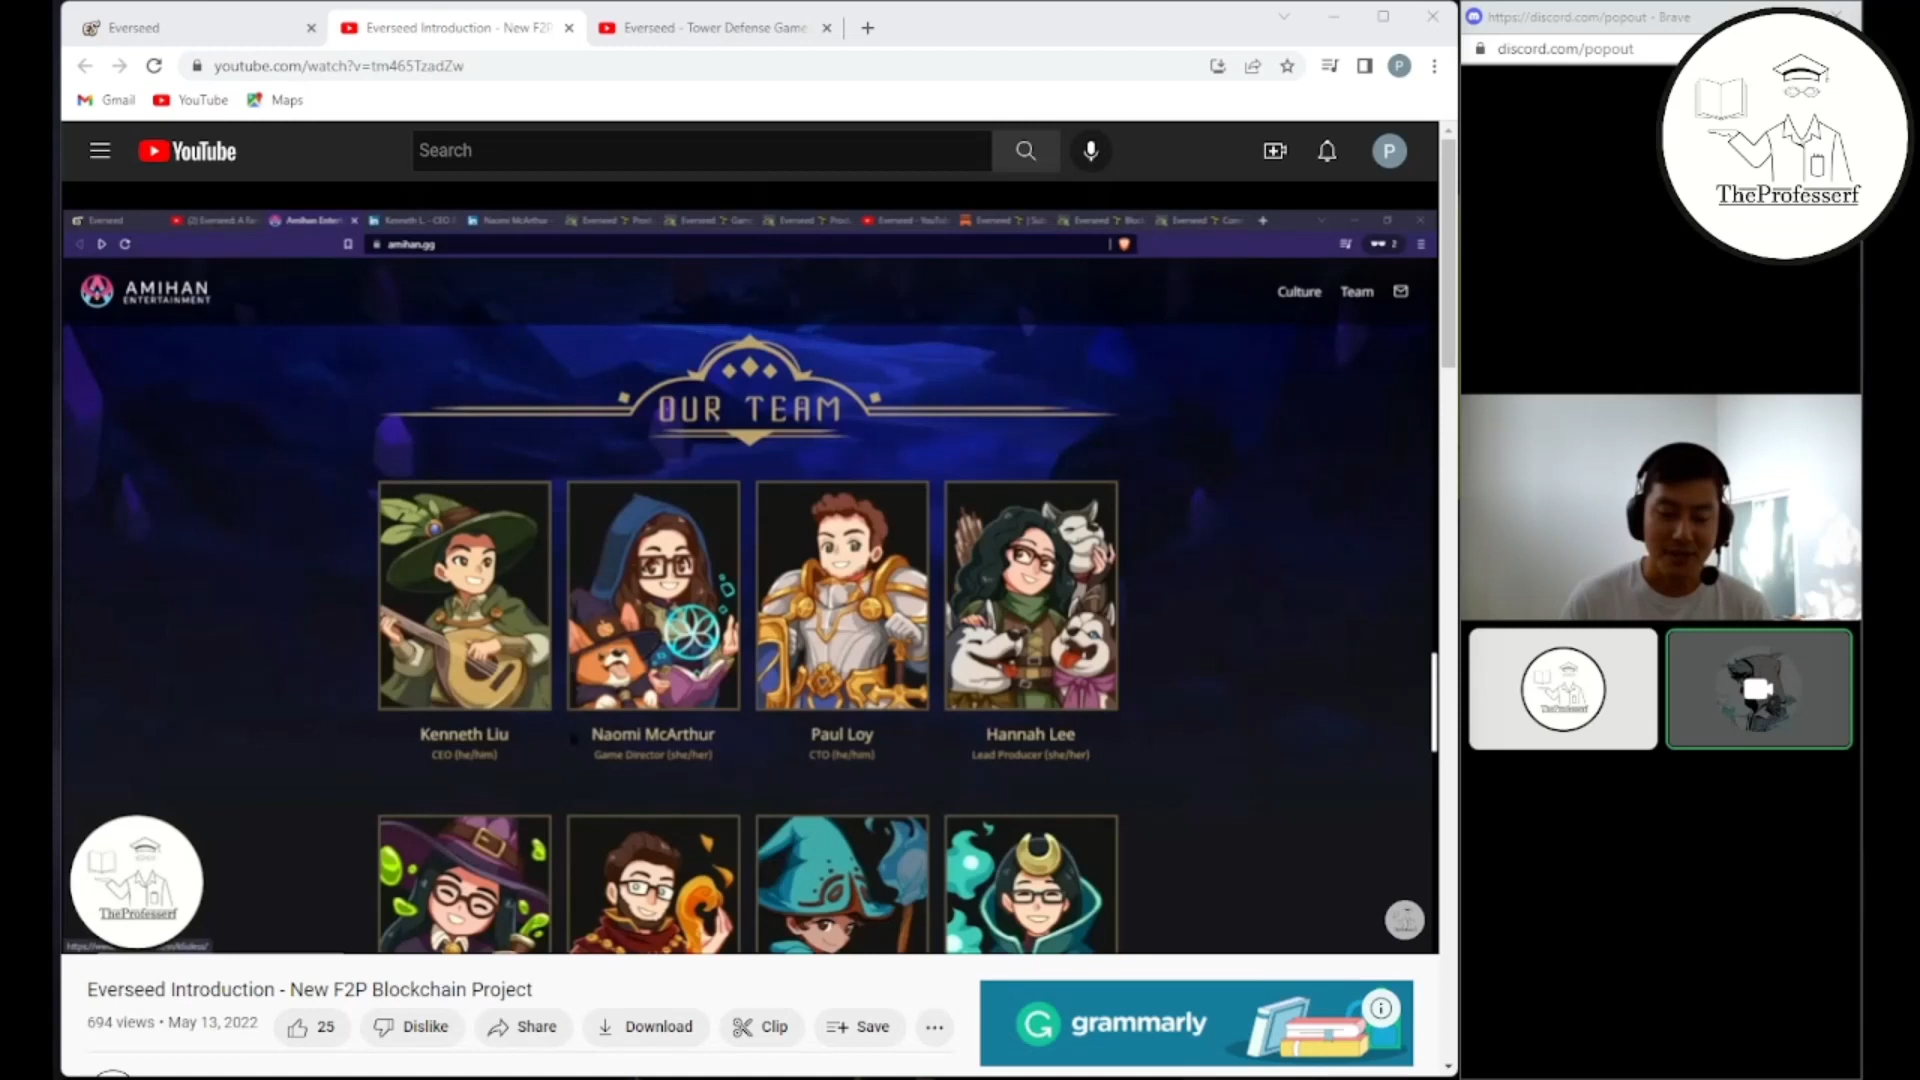 Everseed
Everseed Introduction - New F2P
Everseed - Tower Defense Game
https://discord.com/popout - Brave
discord.com/popout
youtube.com/watch?v=tm465TzadZw
P
Gmail
YouTube
Maps
YouTube
Search
P
TheProfesserf
Everseed
amihan.gg
2
AMIHAN
ENTERTAINMENT
Culture
Team
OUR TEAM
Kenneth Liu
Naomi McArthur
Paul Loy
Hannah Lee
CEO (he/him)
Game Director (she/her)
CTO (he/him)
Lead Producer (she/her)
TheProfesserf
TheProfesserf
Everseed Introduction - New F2P Blockchain Project
694 views • May 13, 2022
25
Dislike
Share
Download
Clip
Save
grammarly